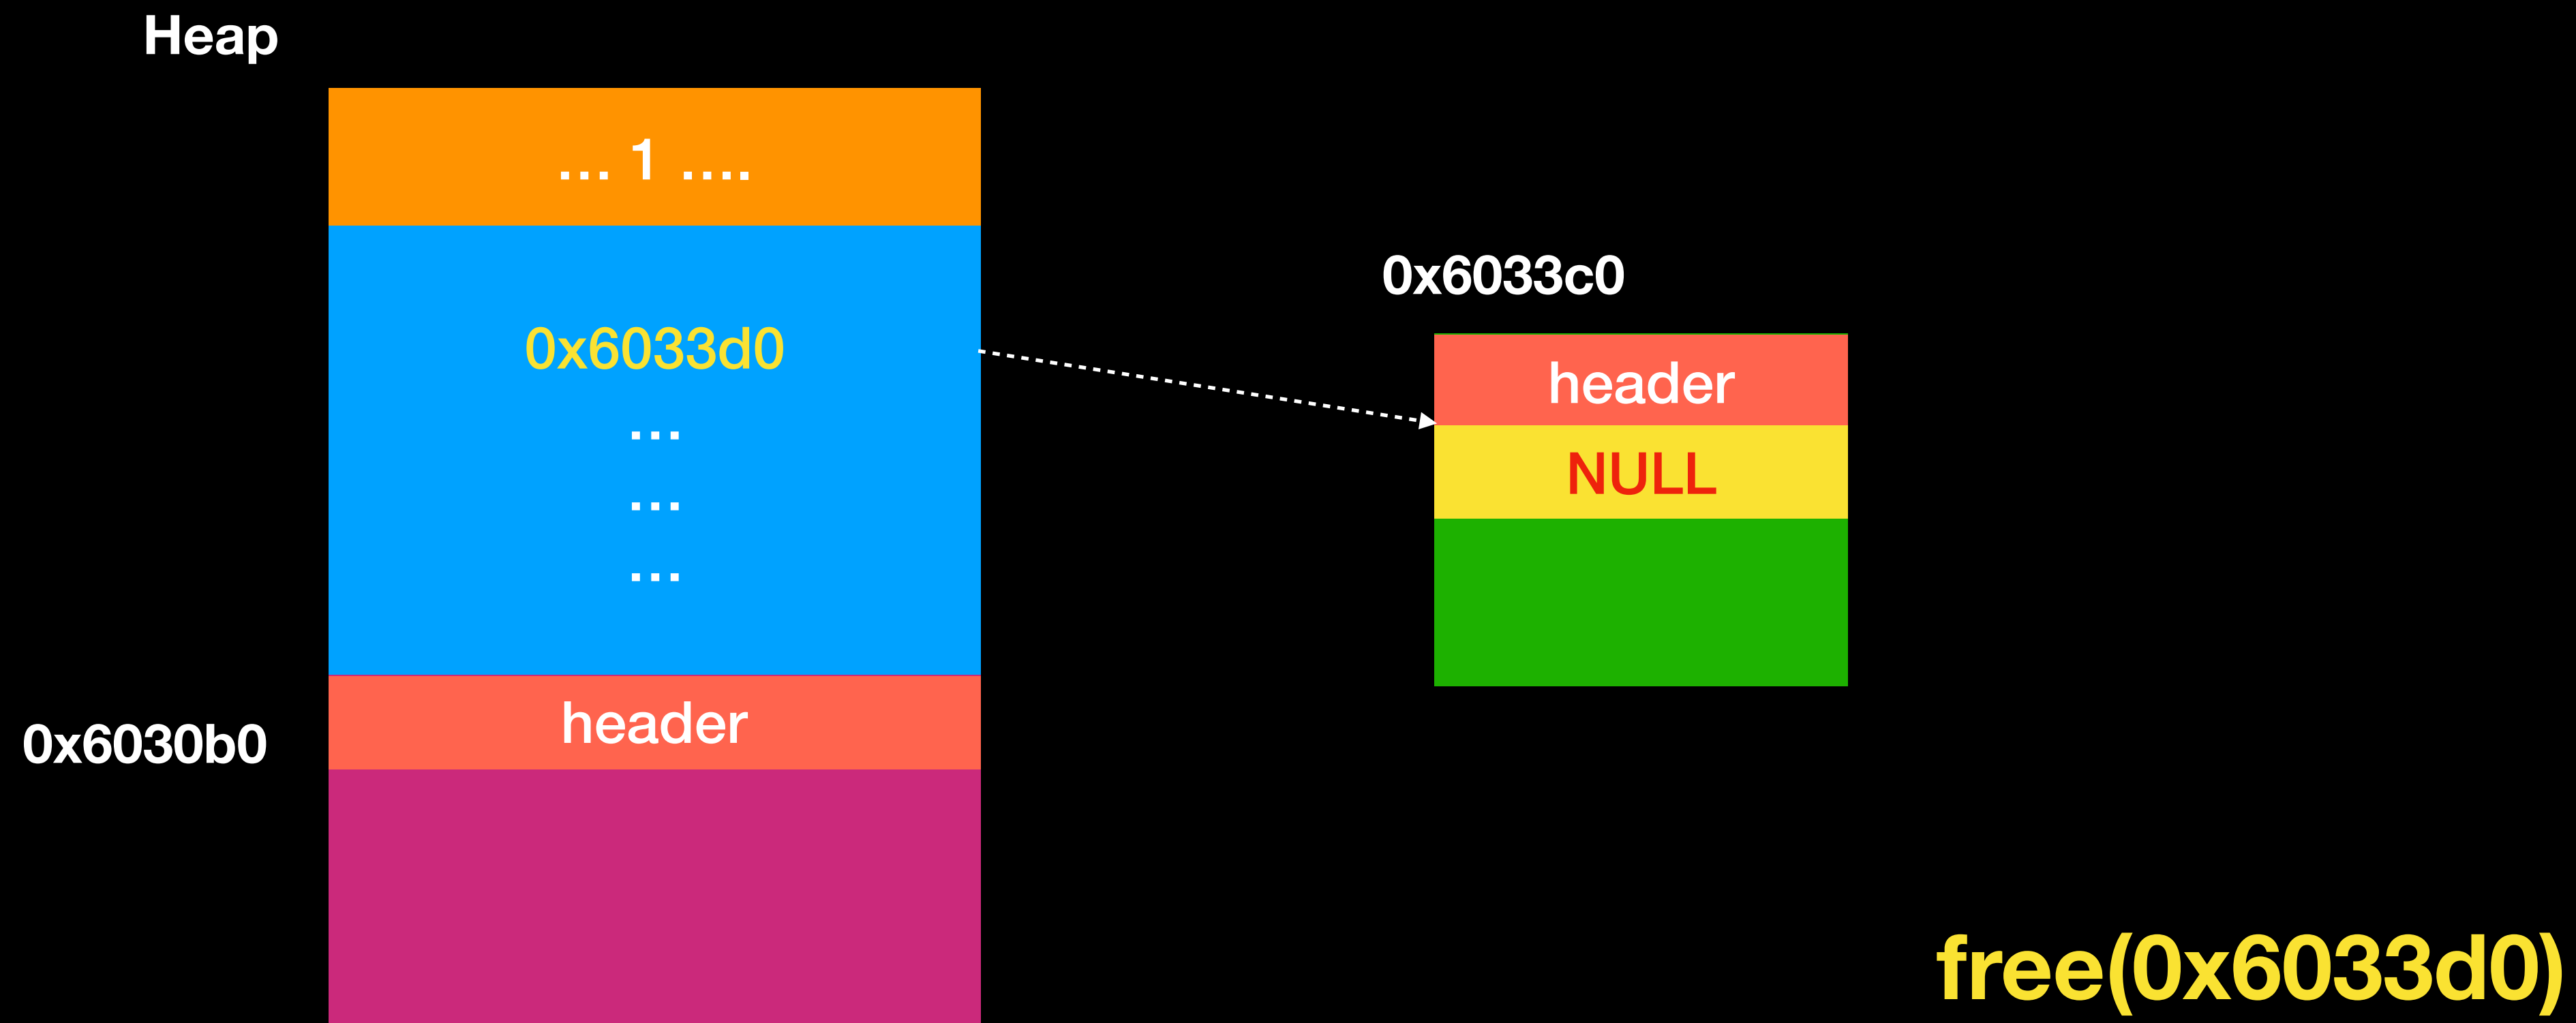 Heap
... 1 ....
0x6033d0
...
...
...
header
0x6030b0
0x6033c0
header
NULL
free(0x6033d0)